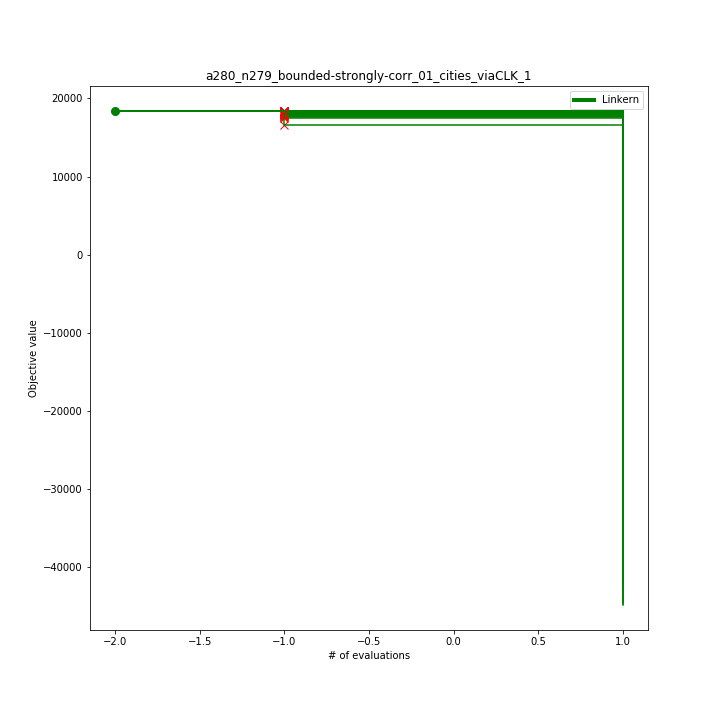 a280_n279_bounded-strongly-corr_01_cities_viaCLK_1
Linkern
20000
10000
0
−10000
−20000
−30000
−40000
Objective value
−2.0 −1.5 −1.0 −0.5 0.0 0.5 1.0
# of evaluations